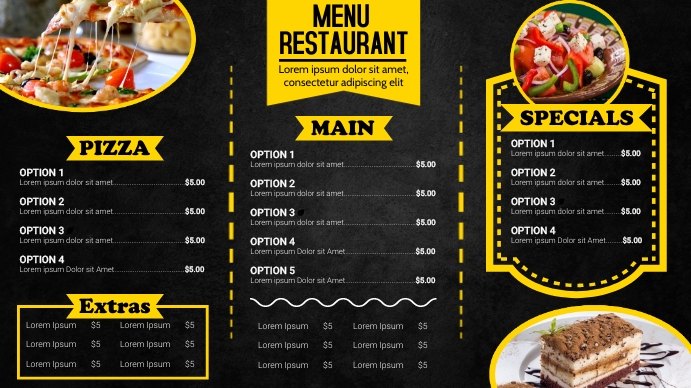 MENU
RESTAURANT
Lorem ipsum dolor sit amet,
consectetur adipiscing elit
PIZZA
OPTION 1
Lorem ipsum dolor sit amet $5.00
OPTION 2
Lorem ipsum dolor sit amet $5.00
OPTION 3
Lorem ipsum dolor sit amet $5.00
OPTION 4
Lorem ipsum Dolor sit Amet $5.00
Extras
Lorem Ipsum $5 Lorem Ipsum $5
Lorem Ipsum $5 Lorem Ipsum $5
Lorem Ipsum $5 Lorem Ipsum $5
MAIN
OPTION 1
Lorem ipsum dolor sit amet $5.00
OPTION 2
Lorem ipsum dolor sit amet $5.00
OPTION 3
Lorem ipsum dolor sit amet $5.00
OPTION 4
Lorem ipsum Dolor sit Amet $5.00
OPTION 5
Lorem ipsum dolor sit amet $5.00
Lorem Ipsum $5 Lorem Ipsum $5
Lorem Ipsum $5 Lorem Ipsum $5
Lorem Ipsum $5 Lorem Ipsum $5
SPECIALS
OPTION 1
Lorem ipsum dolor sit amet $5.00
OPTION 2
Lorem ipsum dolor sit amet $5.00
OPTION 3
Lorem ipsum dolor sit amet $5.00
OPTION 4
Lorem ipsum Dolor sit Amet $5.00